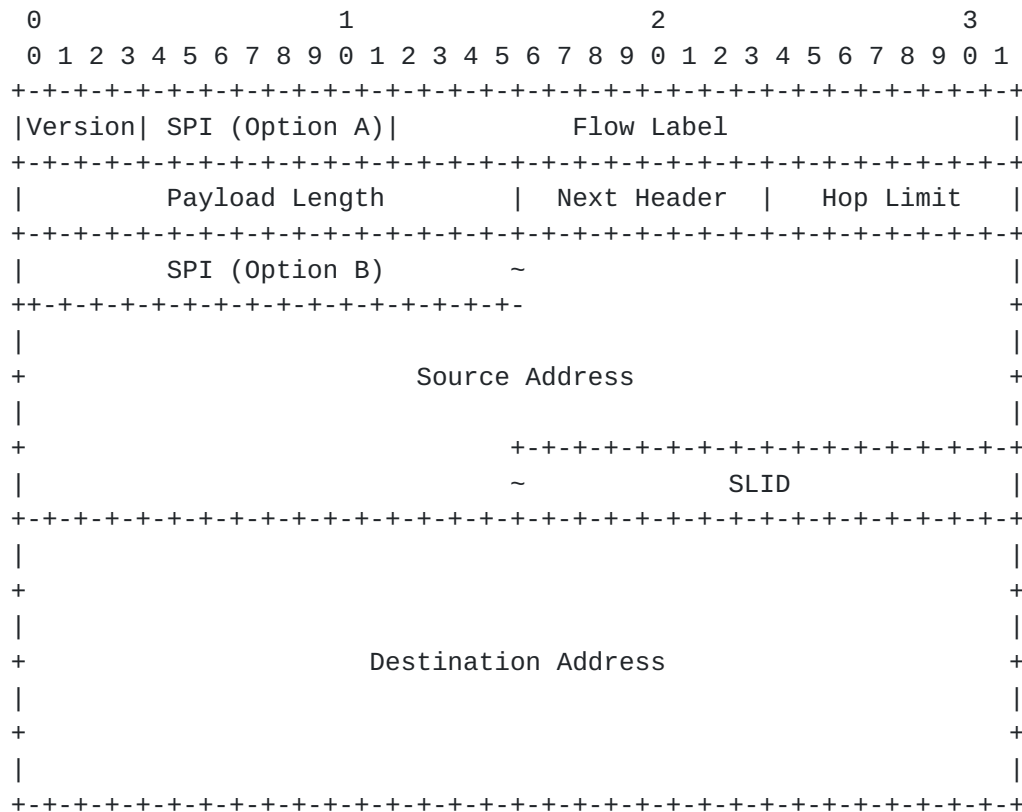 0                   1                   2                   3
 0 1 2 3 4 5 6 7 8 9 0 1 2 3 4 5 6 7 8 9 0 1 2 3 4 5 6 7 8 9 0 1
+-+-+-+-+-+-+-+-+-+-+-+-+-+-+-+-+-+-+-+-+-+-+-+-+-+-+-+-+-+-+-+-+
|Version| SPI (Option A)|           Flow Label                  |
+-+-+-+-+-+-+-+-+-+-+-+-+-+-+-+-+-+-+-+-+-+-+-+-+-+-+-+-+-+-+-+-+
|         Payload Length        |  Next Header  |   Hop Limit   |
+-+-+-+-+-+-+-+-+-+-+-+-+-+-+-+-+-+-+-+-+-+-+-+-+-+-+-+-+-+-+-+-+
|         SPI (Option B)        ~                               |
++-+-+-+-+-+-+-+-+-+-+-+-+-+-+-+-                               +
|                                                               |
+                         Source Address                        +
|                                                               |
+                               +-+-+-+-+-+-+-+-+-+-+-+-+-+-+-+-+
|                               ~             SLID              |
+-+-+-+-+-+-+-+-+-+-+-+-+-+-+-+-+-+-+-+-+-+-+-+-+-+-+-+-+-+-+-+-+
|                                                               |
+                                                               +
|                                                               |
+                      Destination Address                      +
|                                                               |
+                                                               +
|                                                               |
+-+-+-+-+-+-+-+-+-+-+-+-+-+-+-+-+-+-+-+-+-+-+-+-+-+-+-+-+-+-+-+-+